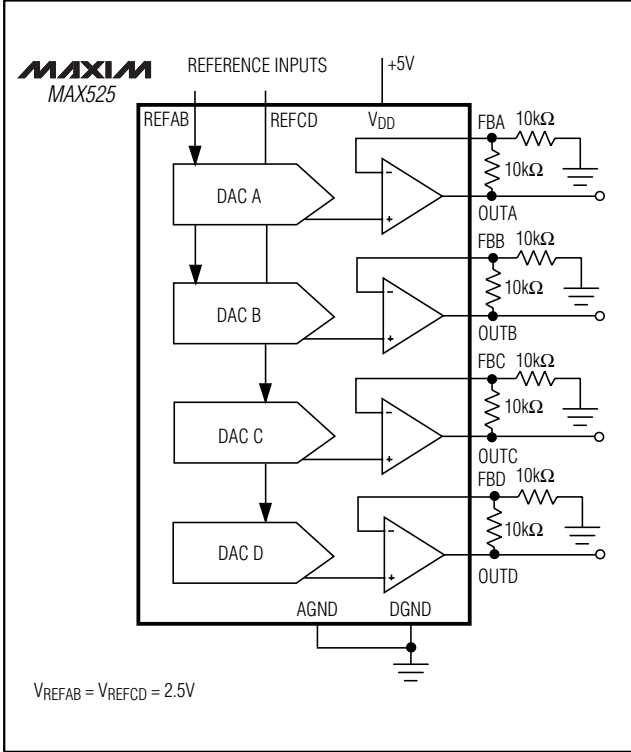 MAXIM
MAX525
REFERENCE INPUTS
+5V
REFAB
REFCD
VDD
FBA
10kΩ
10kΩ
DAC A
-
+
OUTA
FBB
10kΩ
10kΩ
DAC B
-
+
OUTB
FBC
10kΩ
10kΩ
DAC C
-
+
OUTC
FBD
10kΩ
10kΩ
DAC D
-
+
OUTD
AGND
DGND
VREFAB = VREFCD = 2.5V